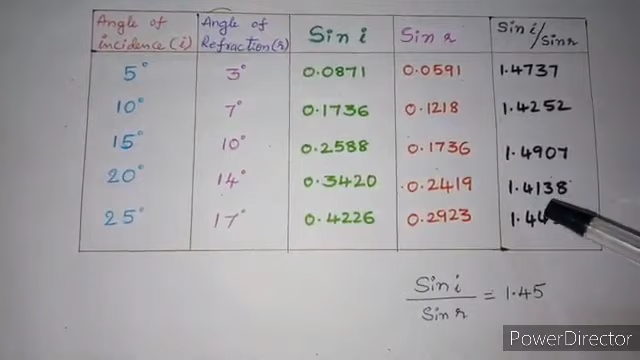 Angle of incidence (i) Angle of Refraction(r) Sin i Sin r Sin i/Sin r
5° 3° 0.0871 0.0591 1.4737
10° 7° 0.1736 0.1218 1.4252
15° 10° 0.2588 0.1736 1.4907
20° 14° 0.3420 0.2419 1.4138
25° 17° 0.4226 0.2923
Sin i
/Sin r = 1.45
PowerDirector